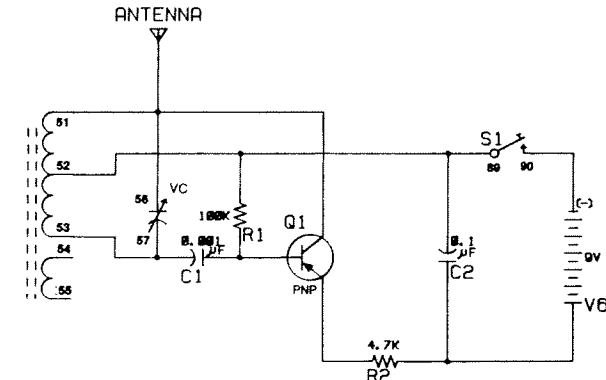 ANTENNA
51
52
53
54
55
56
VC
57
100K
R1
0.001
µF
C1
Q1
PNP
S1
89 90
0.1
µF
C2
(-)
9V
V6
4.7K
R2